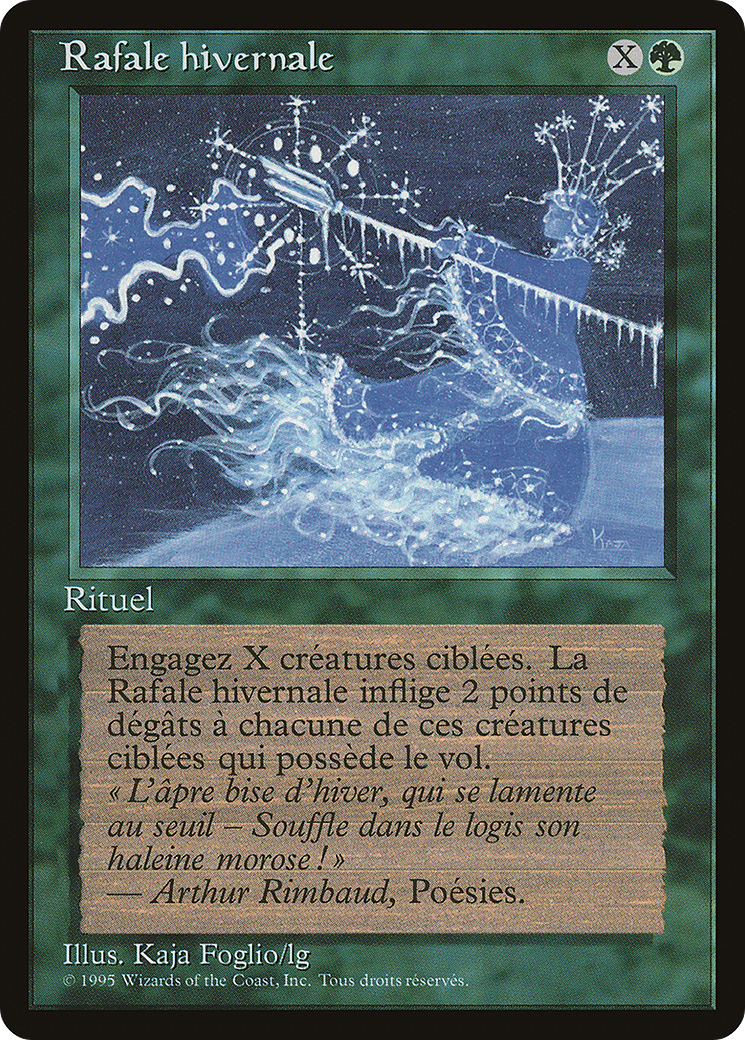 Rafale hivernale X
KAJA
Rituel
Engagez X créatures ciblées. La
Rafale hivernale inflige 2 points de
dégâts à chacune de ces créatures
ciblées qui possède le vol.
« L’âpre bise d’hiver, qui se lamente
au seuil – Souffle dans le logis son
haleine morose ! »
— Arthur Rimbaud, Poésies.
Illus. Kaja Foglio/lg
© 1995 Wizards of the Coast, Inc. Tous droits réservés.